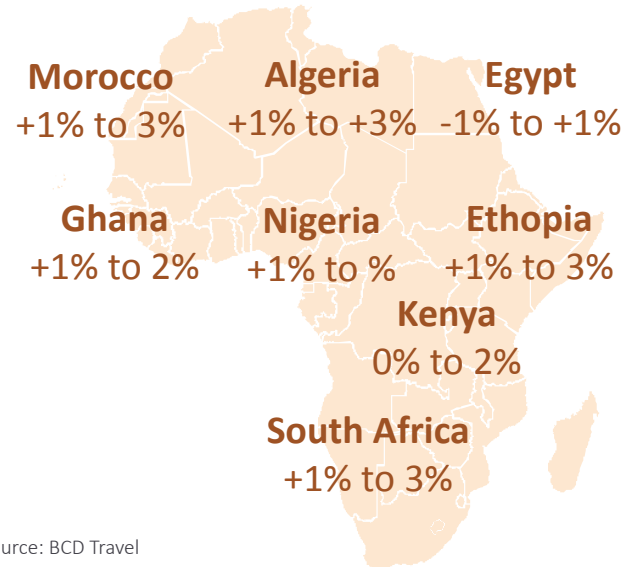 Morocco
+1% to 3%
Algeria
+1% to +3%
Egypt
-1% to +1%
Ghana
+1% to 2%
Nigeria
+1% to %
Ethopia
+1% to 3%
Kenya
0% to 2%
South Africa
+1% to 3%
urce: BCD Travel